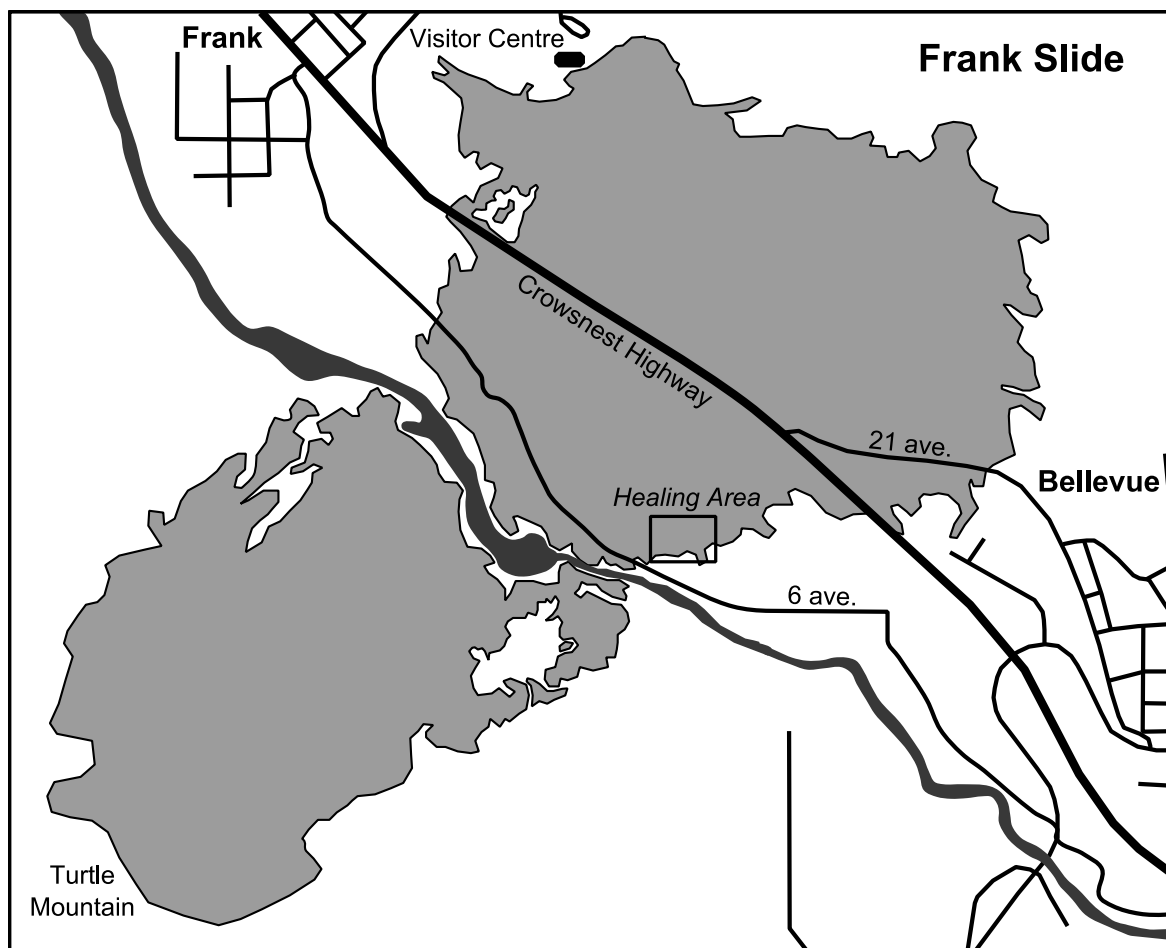 Frank
Visitor Centre
Frank Slide
Crowsnest Highway
21 ave.
Bellevue
Healing Area
6 ave.
Turtle
Mountain